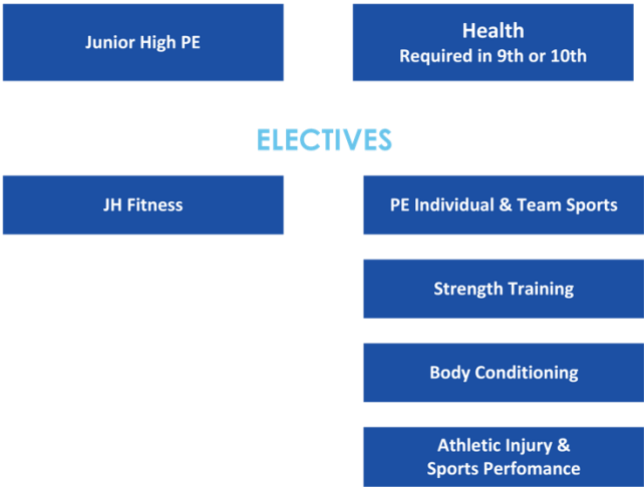 Junior High PE
Health
Required in 9th or 10th
ELECTIVES
JH Fitness
PE Individual & Team Sports
Strength Training
Body Conditioning
Athletic Injury &
Sports Perfomance